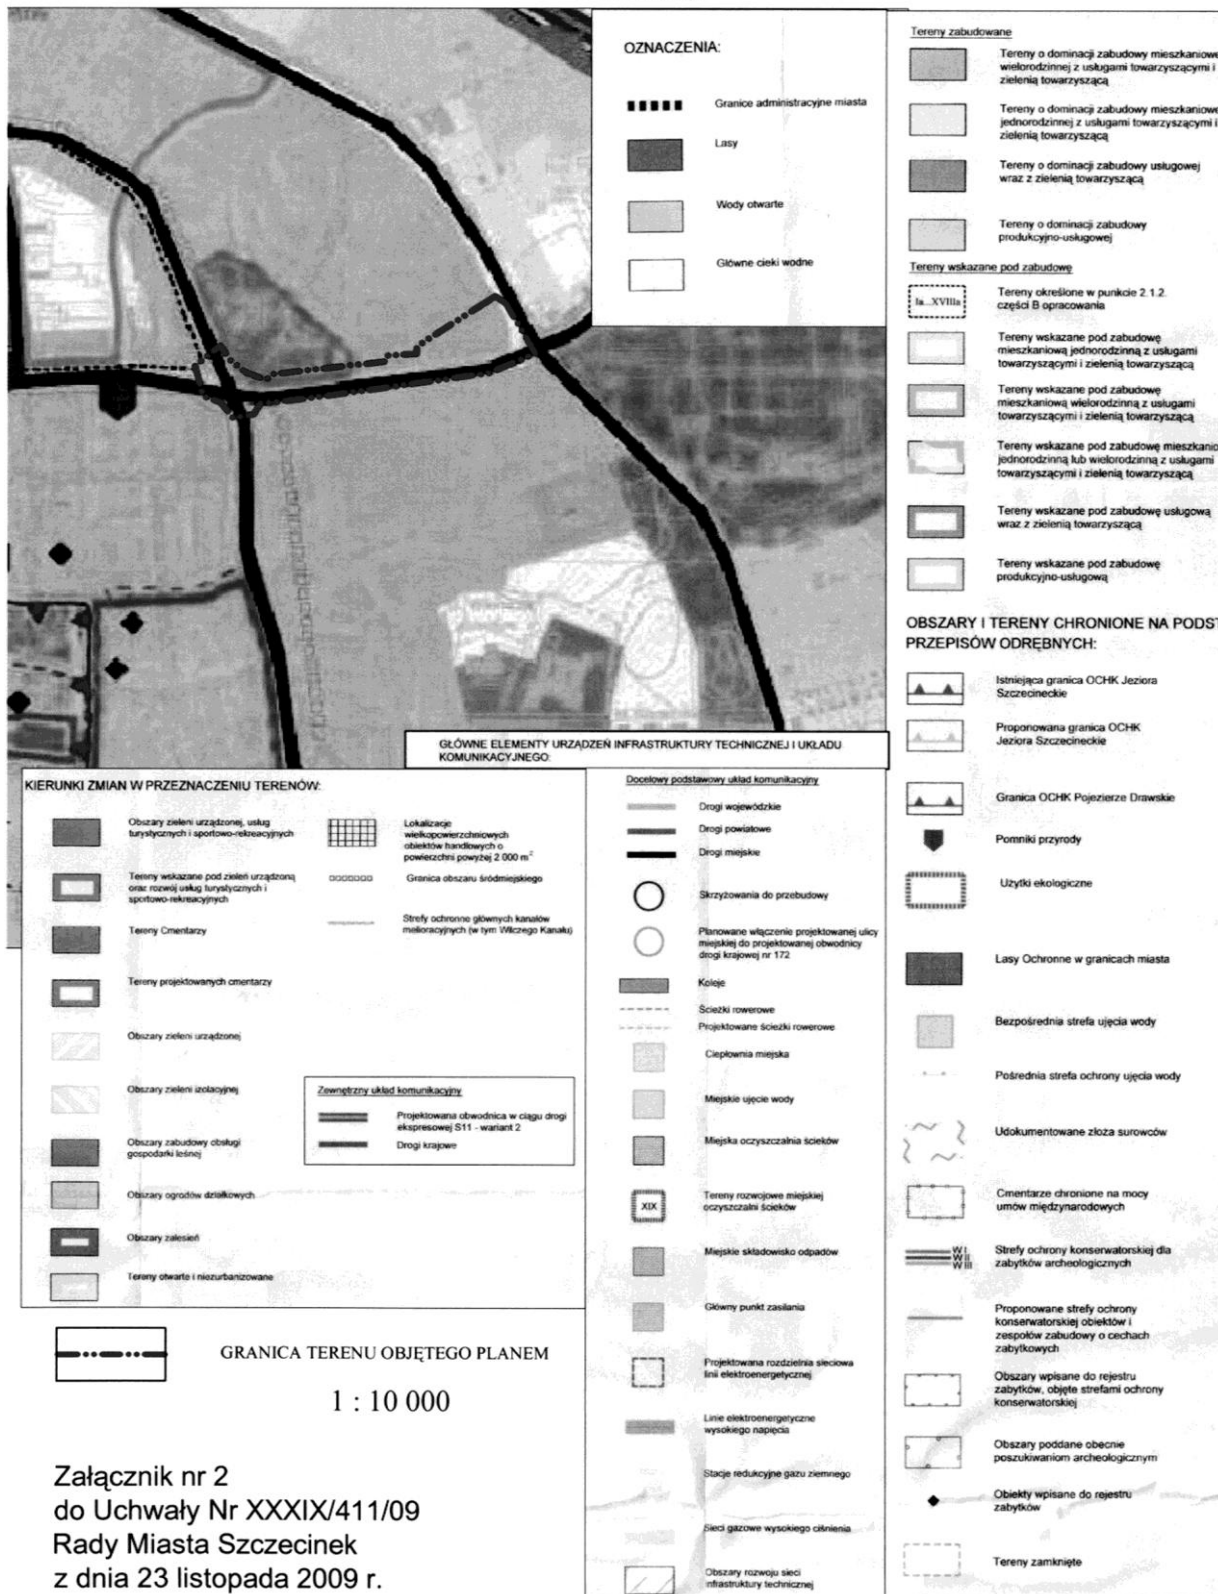 OZNACZENIA:
Granice administracyjne miasta
Lasy
Wody otwarte
Główne cieki wodne
Tereny zabudowane
Tereny o dominacji zabudowy mieszkaniowe
wielorodzinnej z usługami towarzyszącymi i
zielenią towarzyszącą
Tereny o dominacji zabudowy mieszkaniowe
jednorodzinnej z usługami towarzyszącymi i
zielenią towarzyszącą
Tereny o dominacji zabudowy usługowej
wraz z zielenią towarzyszącą
Tereny o dominacji zabudowy
produkcyjno-usługowej
Tereny wskazane pod zabudowę
Ia...XVIIIa
Tereny określone w punkcie 2.1.2.
części B opracowania
Tereny wskazane pod zabudowę
mieszkaniową jednorodzinną z usługami
towarzyszącymi i zielenią towarzyszącą
Tereny wskazane pod zabudowę
mieszkaniową wielorodzinną z usługami
towarzyszącymi i zielenią towarzyszącą
Tereny wskazane pod zabudowę mieszkanio
jednorodzinną lub wielorodzinną z usługami
towarzyszącymi i zielenią towarzyszącą
Tereny wskazane pod zabudowę usługową
wraz z zielenią towarzyszącą
Tereny wskazane pod zabudowę
produkcyjno-usługową
OBSZARY I TERENY CHRONIONE NA PODST
PRZEPISÓW ODRĘBNYCH:
Istniejąca granica OCHK Jeziora
Szczecineckie
Proponowana granica OCHK
Jeziora Szczecineckie
Granica OCHK Pojezierze Drawskie
Pomniki przyrody
Użytki ekologiczne
Lasy Ochronne w granicach miasta
Bezpośrednia strefa ujęcia wody
Pośrednia strefa ochrony ujęcia wody
Udokumentowane złoża surowców
Cmentarze chronione na mocy
umów międzynarodowych
W I
W II
W III
Strefy ochrony konserwatorskiej dla
zabytków archeologicznych
Proponowane strefy ochrony
konserwatorskiej obiektów i
zespołów zabudowy o cechach
zabytkowych
Obszary wpisane do rejestru
zabytków, objęte strefami ochrony
konserwatorskiej
Obszary poddane obecnie
poszukiwaniom archeologicznym
Obiekty wpisane do rejestru
zabytków
Tereny zamknięte
GŁÓWNE ELEMENTY URZĄDZEŃ INFRASTRUKTURY TECHNICZNEJ I UKŁADU
KOMUNIKACYJNEGO:
Docelowy podstawowy układ komunikacyjny
Drogi wojewódzkie
Drogi powiatowe
Drogi miejskie
Skrzyżowania do przebudowy
Planowane włączenie projektowanej ulicy
miejskiej do projektowanej obwodnicy
drogi krajowej nr 172
Koleje
Ścieżki rowerowe
Projektowane ścieżki rowerowe
Ciepłownia miejska
Miejskie ujęcie wody
Miejska oczyszczalnia ścieków
XIX
Tereny rozwojowe miejskiej
oczyszczalni ścieków
Miejskie składowisko odpadów
Główny punkt zasilania
Projektowana rozdzielnia sieciowa
linii elektroenergetycznej
Linie elektroenergetyczne
wysokiego napięcia
Stacje redukcyjne gazu ziemnego
Sieci gazowe wysokiego ciśnienia
Obszary rozwoju sieci
infrastruktury technicznej
KIERUNKI ZMIAN W PRZEZNACZENIU TERENÓW:
Obszary zieleni urządzonej, usług
turystycznych i sportowo-rekreacyjnych
Tereny wskazane pod zieleń urządzoną
oraz rozwój usług turystycznych i
sportowo-rekreacyjnych
Tereny Cmentarzy
Tereny projektowanych cmentarzy
Obszary zieleni urządzonej
Obszary zieleni izolacyjnej
Obszary zabudowy obsługi
gospodarki leśnej
Obszary ogrodów działkowych
Obszary zalesień
Tereny otwarte i niezurbanizowane
Lokalizacje
wielkopowierzchniowych
obiektów handlowych o
powierzchni powyżej 2 000 m²
Granica obszaru śródmiejskiego
Strefy ochronne głównych kanałów
melioracyjnych (w tym Wilczego Kanału)
Zewnętrzny układ komunikacyjny
Projektowana obwodnica w ciągu drogi
ekspresowej S11 - wariant 2
Drogi krajowe
GRANICA TERENU OBJĘTEGO PLANEM
1 : 10 000
Załącznik nr 2
do Uchwały Nr XXXIX/411/09
Rady Miasta Szczecinek
z dnia 23 listopada 2009 r.